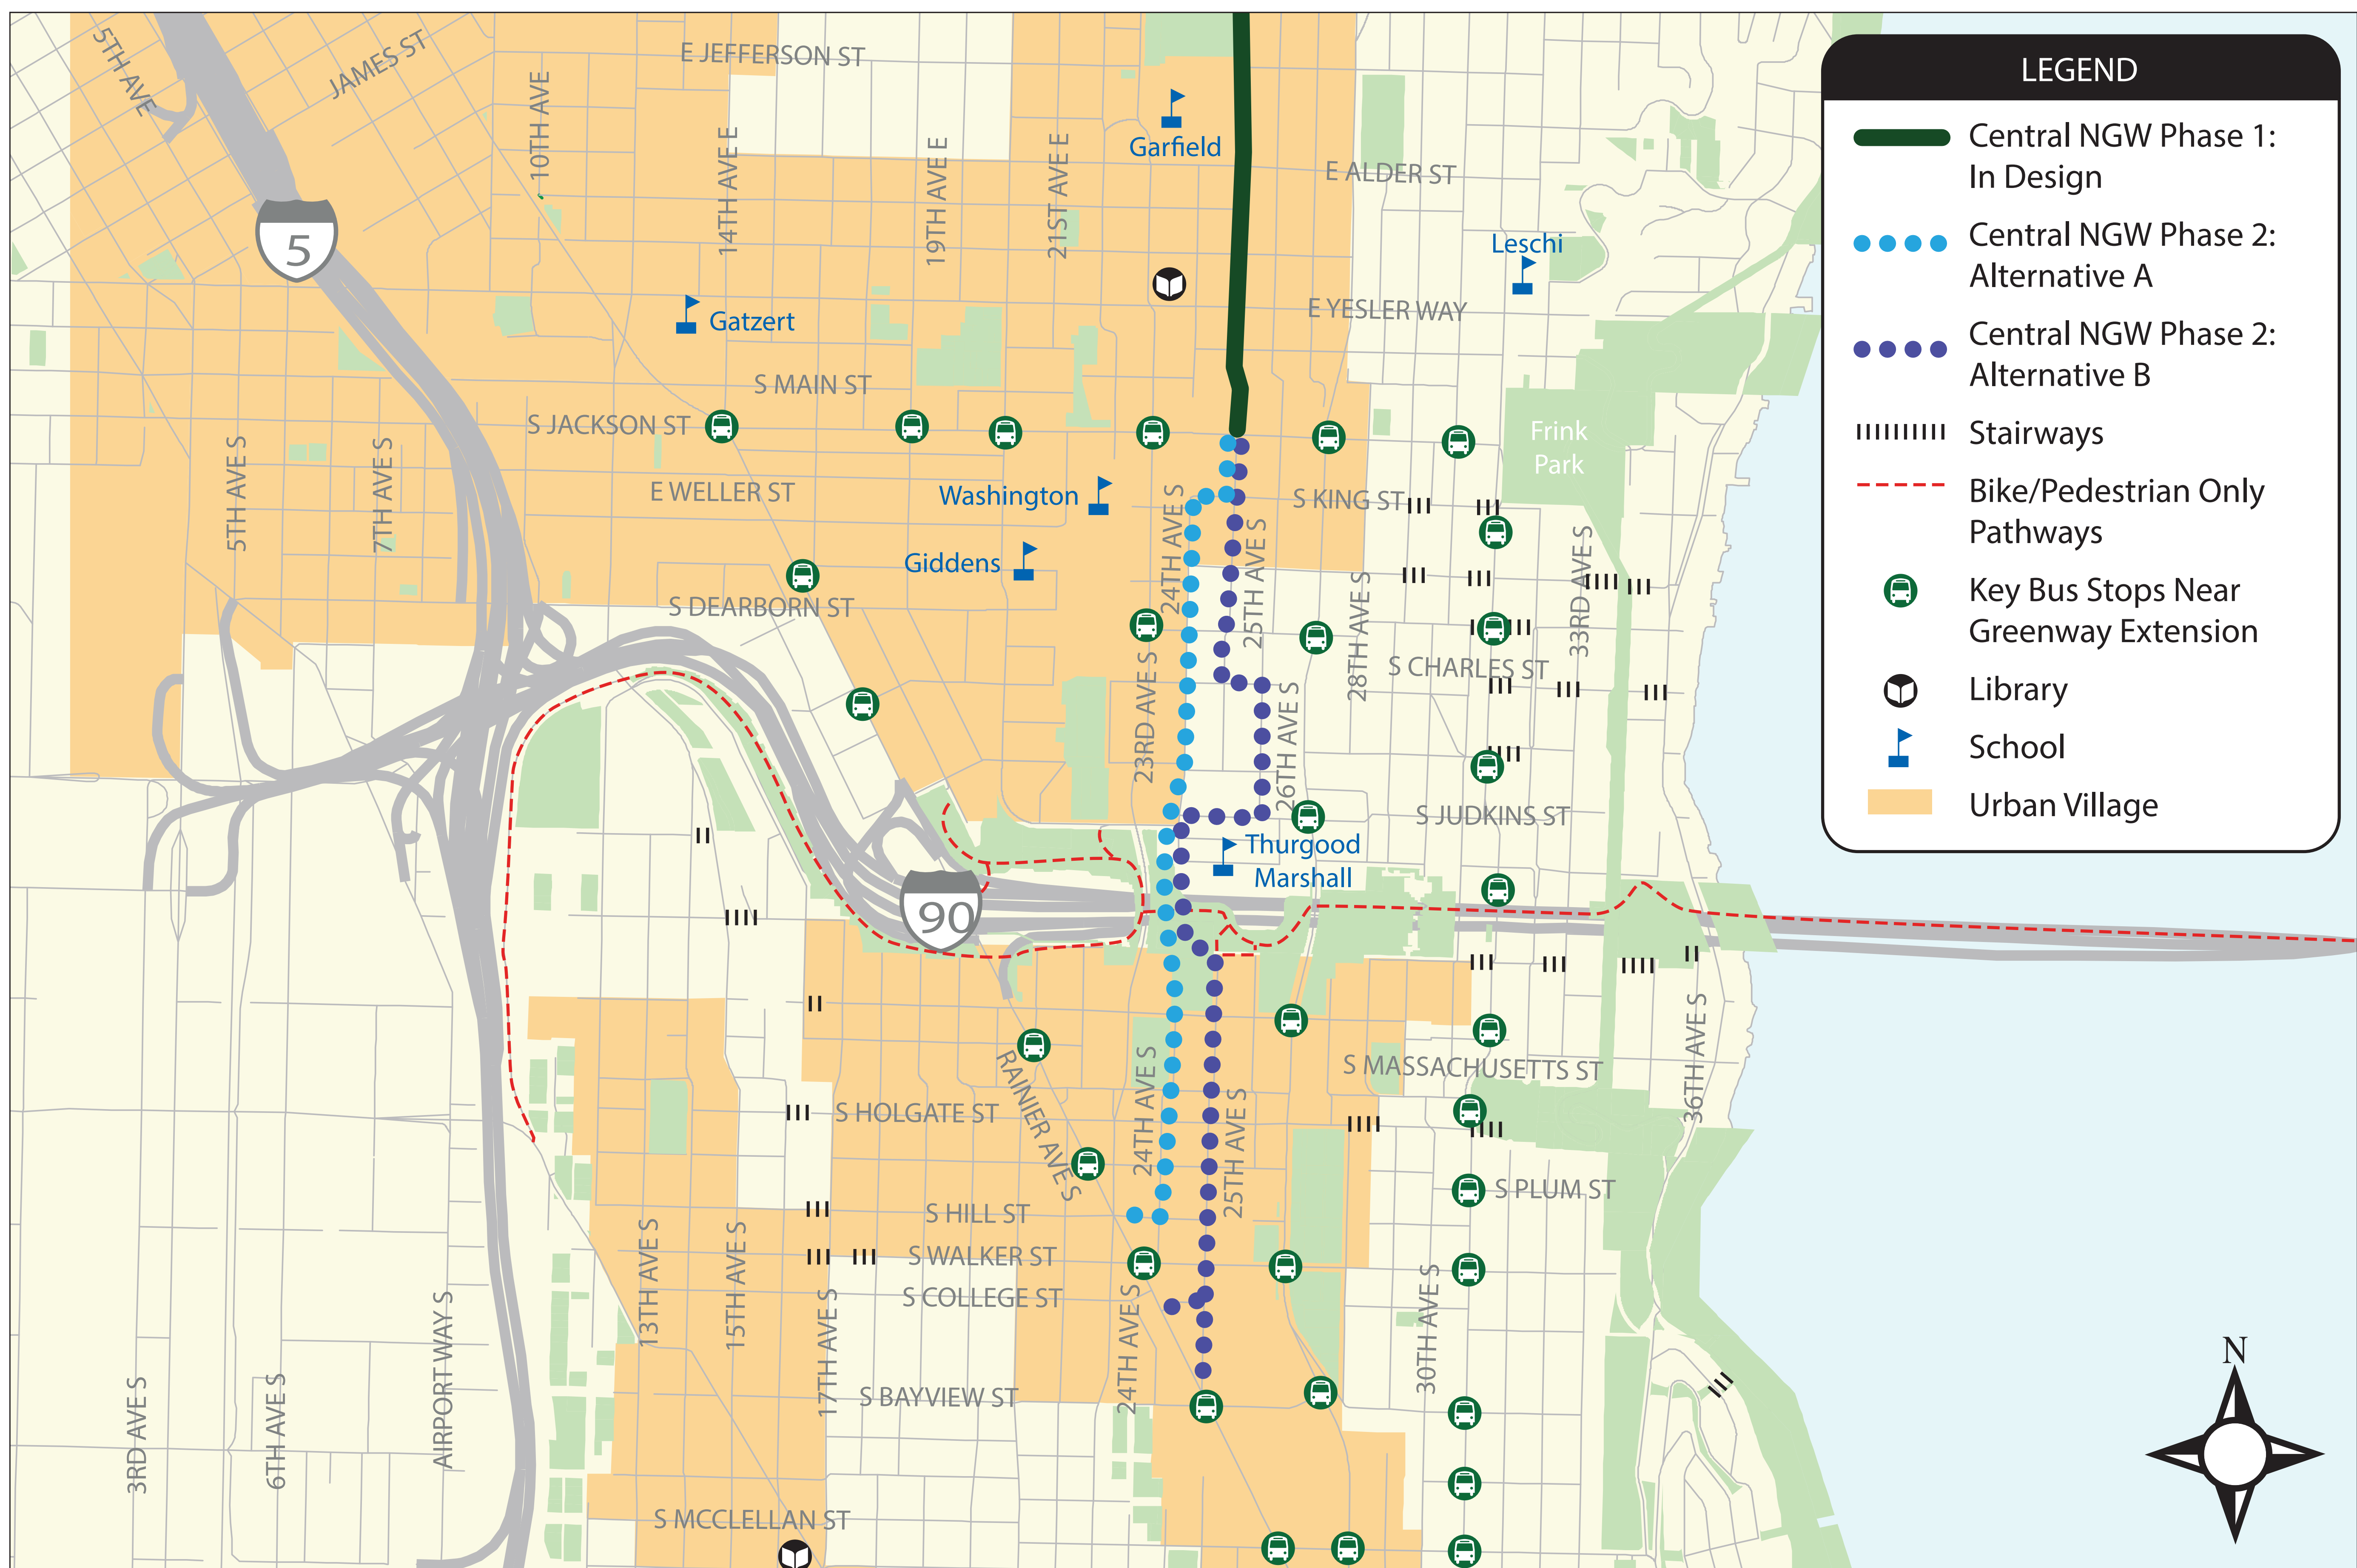 5TH AVE
JAMES ST
E JEFFERSON ST
10TH AVE
14TH AVE E
19TH AVE E
21ST AVE E
Garfield
E ALDER ST
Leschi
5
Gatzert
E YESLER WAY
S MAIN ST
S JACKSON ST
Frink
Park
5TH AVE S
7TH AVE S
E WELLER ST
Washington
24TH AVE S
S KING ST
25TH AVE S
Giddens
28TH AVE S
33RD AVE S
S DEARBORN ST
23RD AVE S
26TH AVE S
S CHARLES ST
S JUDKINS ST
Thurgood
Marshall
90
RAINIER AVE S
24TH AVE S
25TH AVE S
S MASSACHUSETTS ST
36TH AVE S
S HOLGATE ST
S PLUM ST
S HILL ST
13TH AVE S
15TH AVE S
S WALKER ST
S COLLEGE ST
17TH AVE S
24TH AVE S
30TH AVE S
3RD AVE S
6TH AVE S
AIRPORT WAY S
S BAYVIEW ST
S MCCLELLAN ST
LEGEND
Central NGW Phase 1:
In Design
Central NGW Phase 2:
Alternative A
Central NGW Phase 2:
Alternative B
Stairways
Bike/Pedestrian Only
Pathways
Key Bus Stops Near
Greenway Extension
Library
School
Urban Village
N